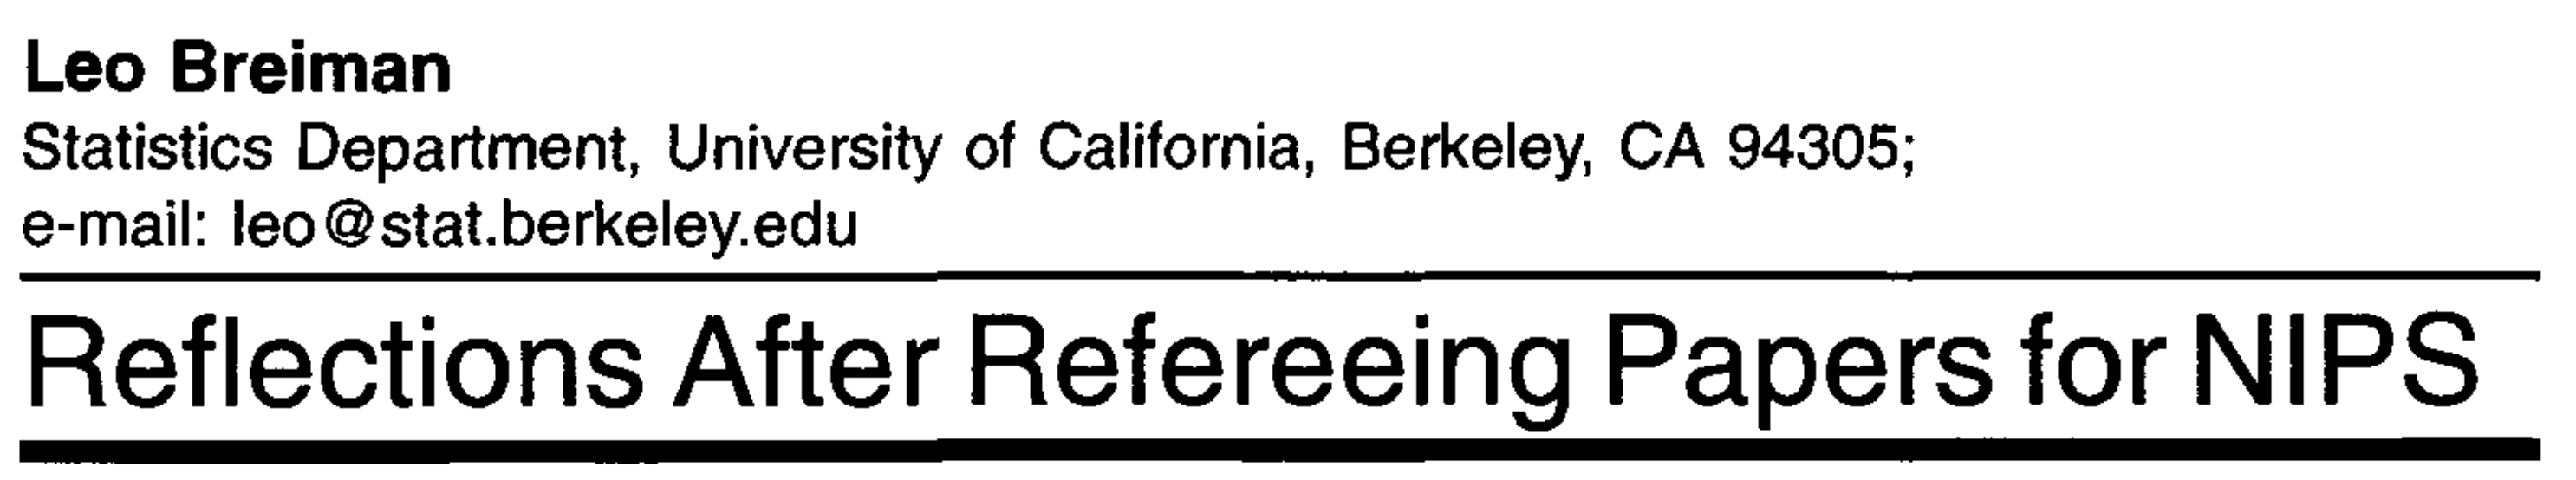 Leo Breiman
Statistics Department, University of California, Berkeley, CA 94305;
e-mail: leo@stat.berkeley.edu
Reflections After Refereeing Papers for NIPS